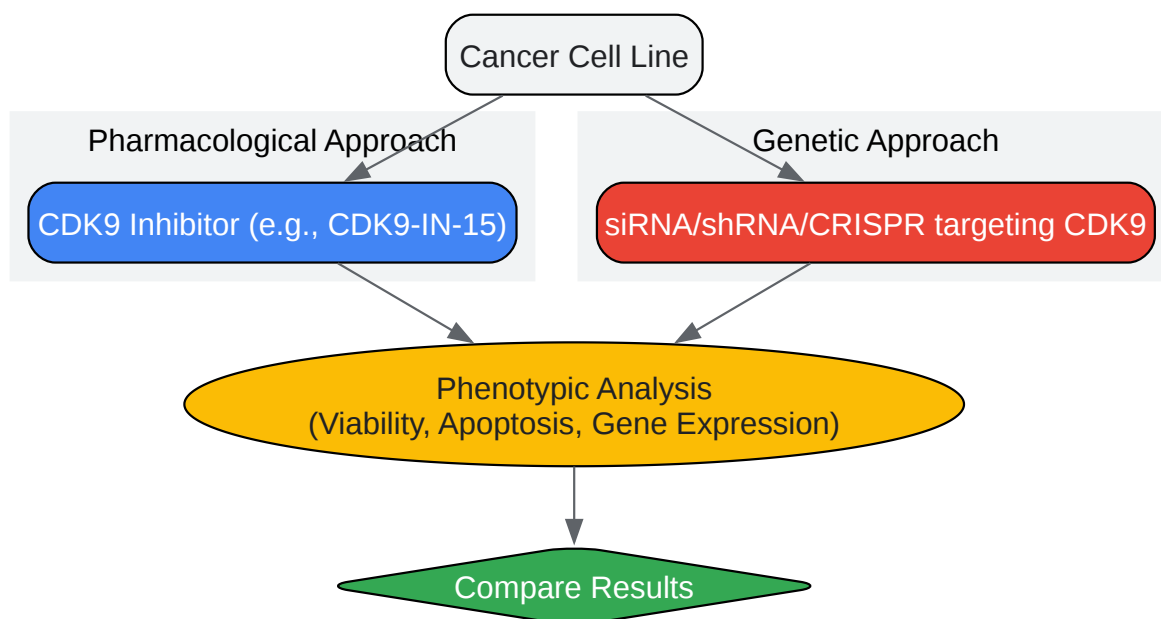 Cancer Cell Line
Pharmacological Approach
Genetic Approach
CDK9 Inhibitor (e.g., CDK9-IN-15)
siRNA/shRNA/CRISPR targeting CDK9
Phenotypic Analysis
(Viability, Apoptosis, Gene Expression)
Compare Results